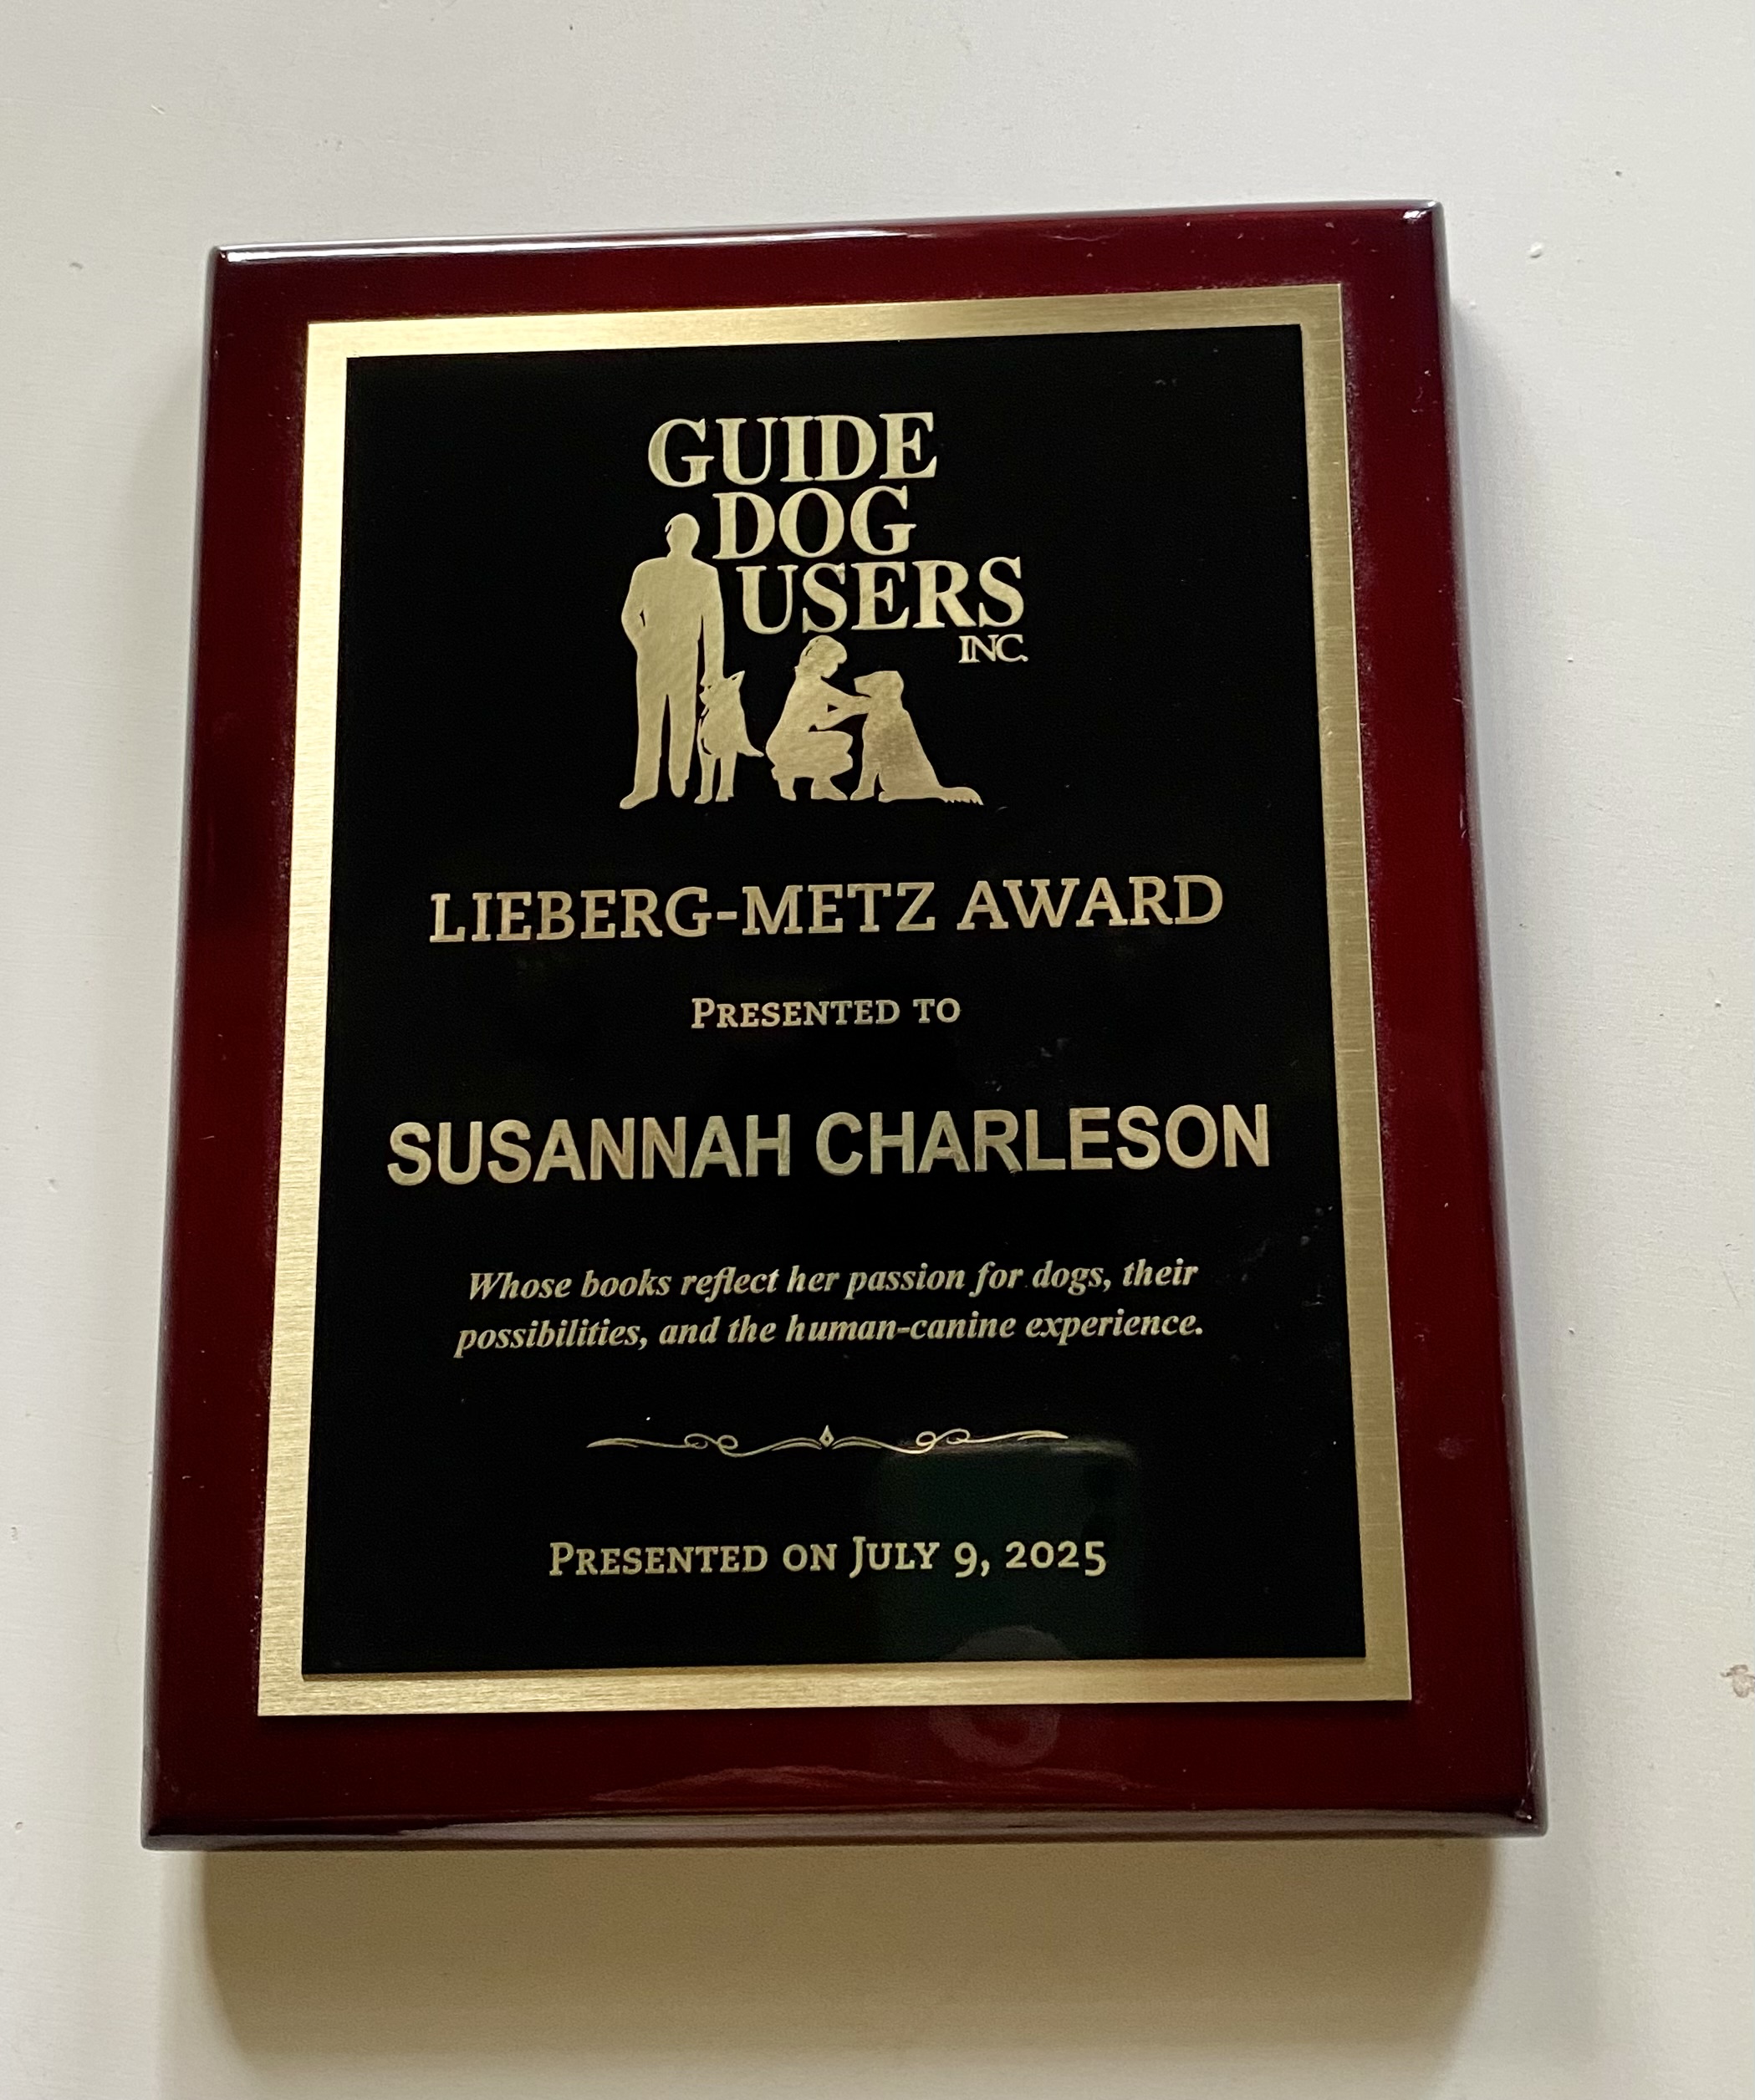 GUIDE
DOG
USERS
INC.
LIEBERG-METZ AWARD
PRESENTED TO
SUSANNAH CHARLESON
Whose books reflect her passion for dogs, their
possibilities, and the human-canine experience.
PRESENTED ON JULY 9, 2025